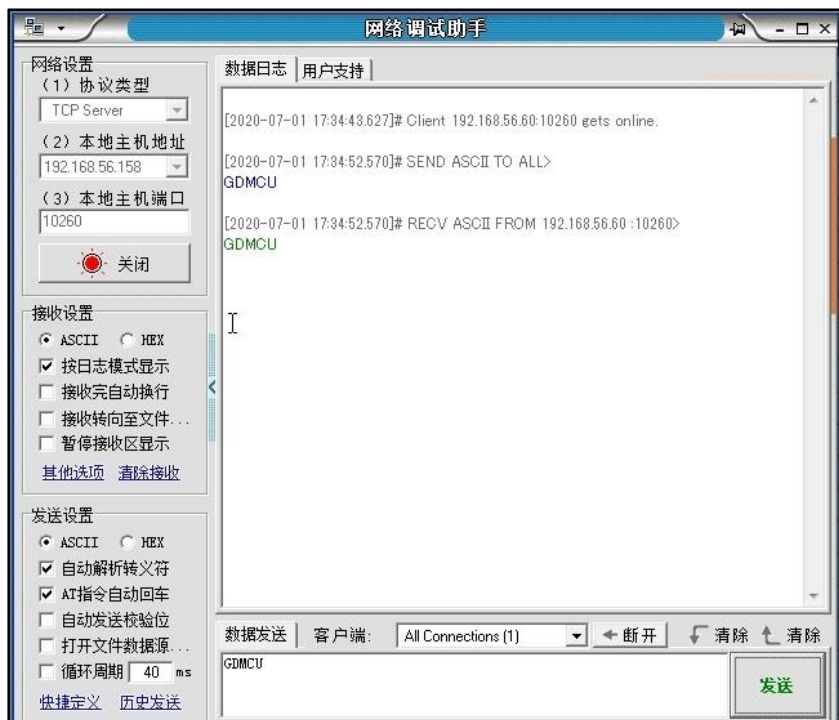 网络调试助手
网络设置
(1) 协议类型
TCP Server
(2) 本地主机地址
192.168.56.158
(3) 本地主机端口
10260
关闭
接收设置
ASCII HEX
按日志模式显示
接收完自动换行
接收转向至文件...
暂停接收区显示
其他选项 清除接收
发送设置
ASCII HEX
自动解析转义符
AT指令自动回车
自动发送校验位
打开文件数据源...
循环周期 40 ms
快捷定义 历史发送
数据日志 用户支持
[2020-07-01 17:34:43.627]# Client 192.168.56.60:10260 gets online.
[2020-07-01 17:34:52.570]# SEND ASCII TO ALL>
GDMCU
[2020-07-01 17:34:52.570]# RECV ASCII FROM 192.168.56.60 :10260>
GDMCU
数据发送 客户端: All Connections (1) 断开 清除 清除
GDMCU
发送